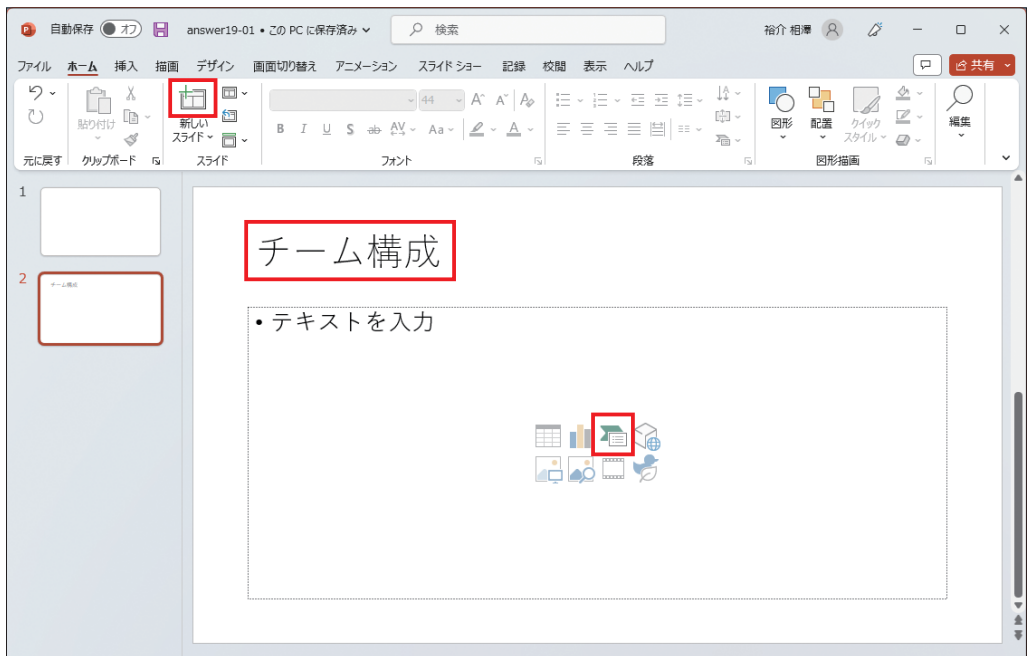 自動保存 オフ answer19-01 • この PC に保存済み 検索 裕介 相澤
ファイル ホーム 挿入 描画 デザイン 画面切り替え アニメーション スライド ショー 記録 校閲 表示 ヘルプ 共有
元に戻す
貼り付け
クリップボード
新しい
スライド
スライド
44 A A A
B I U S ab AV Aa A
フォント
段落
図形 配置 クイック
スタイル
図形描画
編集
1
2
チーム構成
チーム構成
• テキストを入力